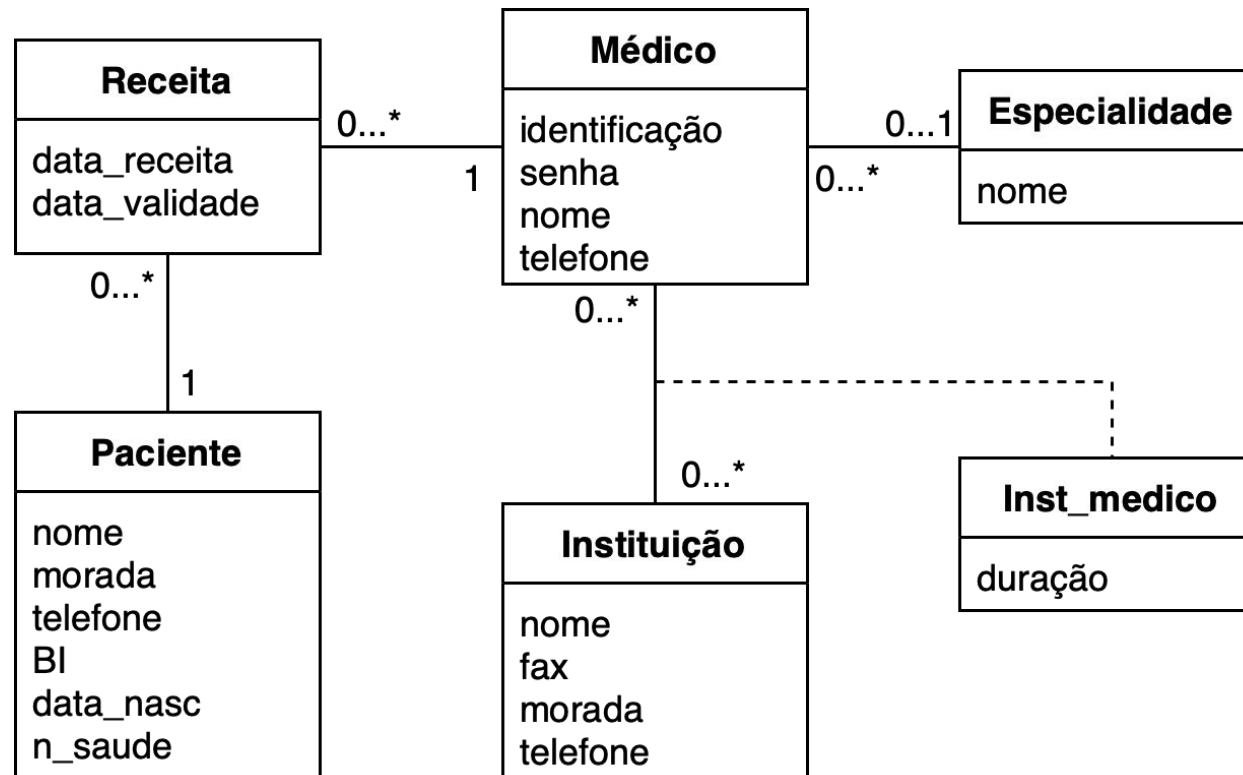 Receita
data_receita
data_validade
0...*
1
Médico
identificação
senha
nome
telefone
0...1
0...*
Especialidade
nome
0...*
1
Paciente
nome
morada
telefone
BI
data_nasc
n_saude
0...*
0...*
Instituição
nome
fax
morada
telefone
Inst_medico
duração